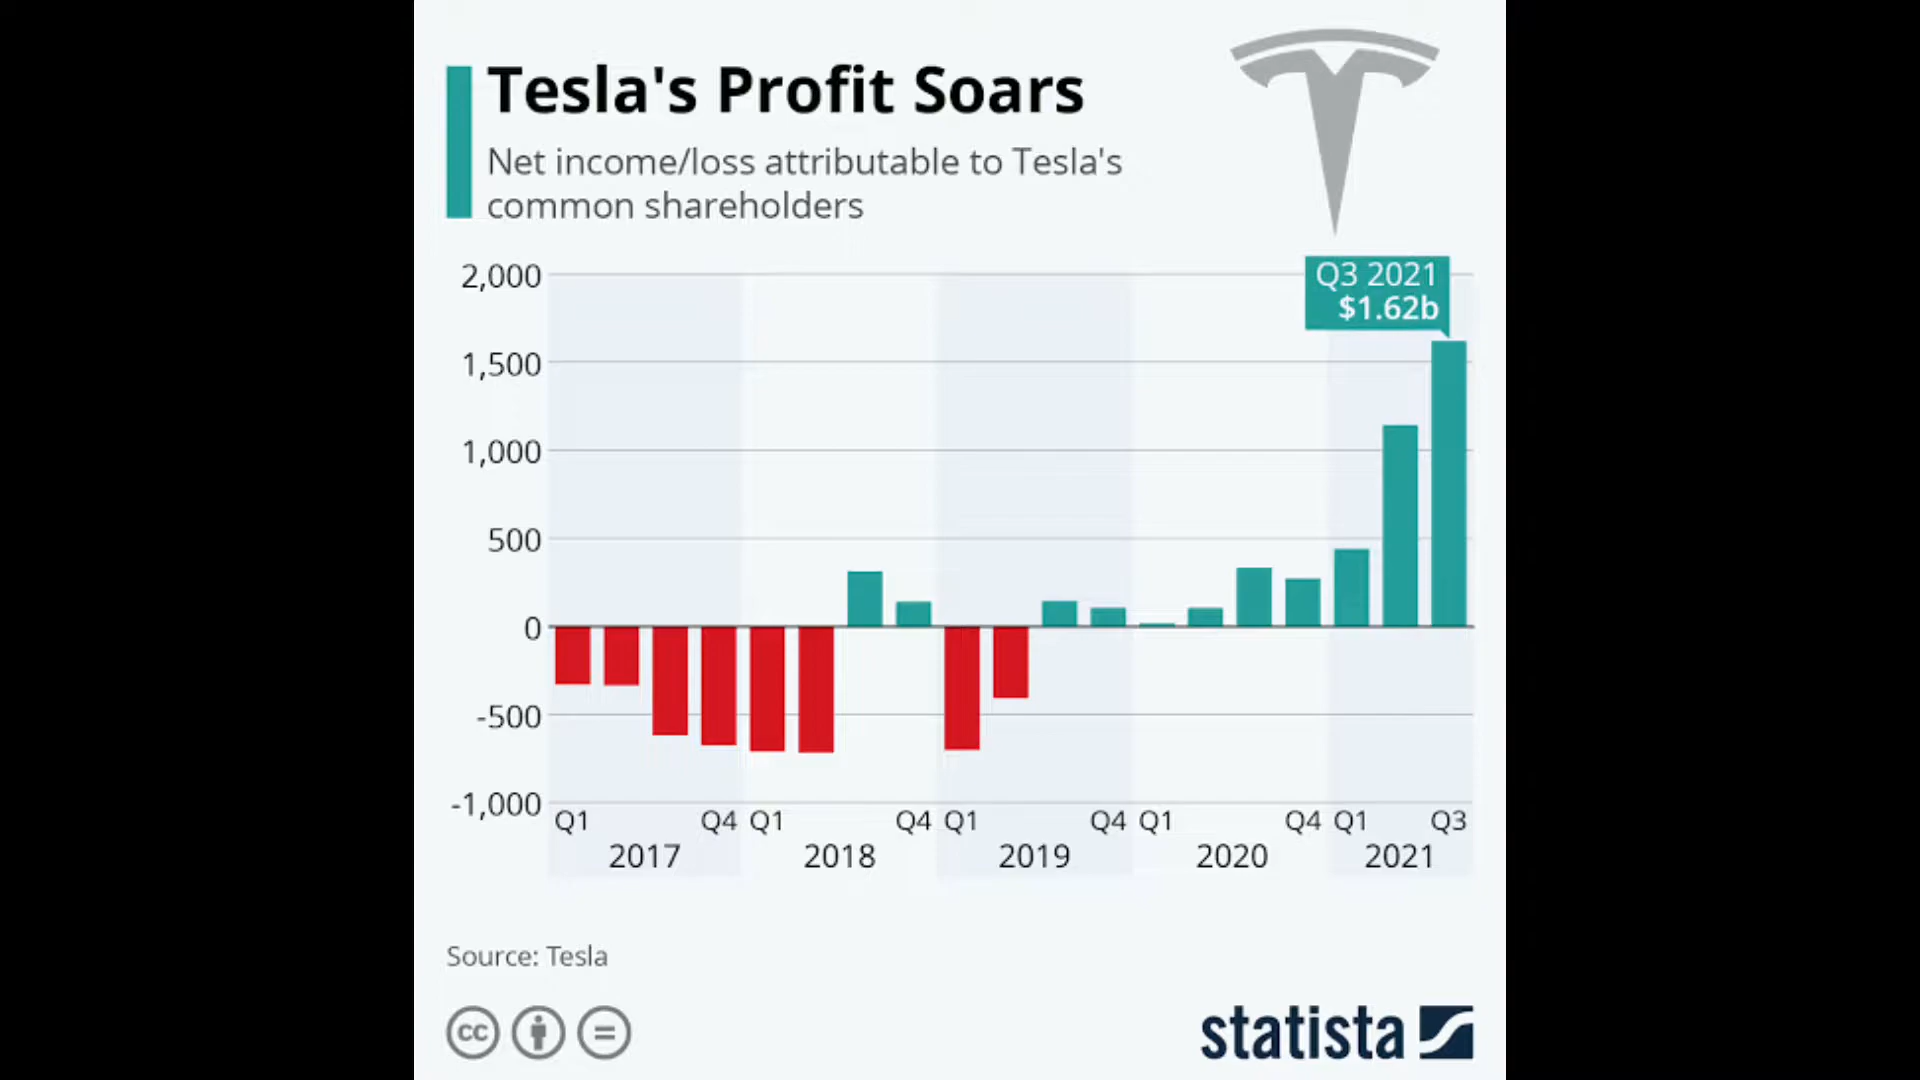 Tesla's Profit Soars
Net income/loss attributable to Tesla's
common shareholders
Q3 2021
$1.62b
2,000
1,500
1,000
500
0
-500
-1,000
Q1 Q4 Q1 Q4 Q1 Q4 Q1 Q4 Q1 Q3
2017 2018 2019 2020 2021
Source: Tesla
cc =
statista